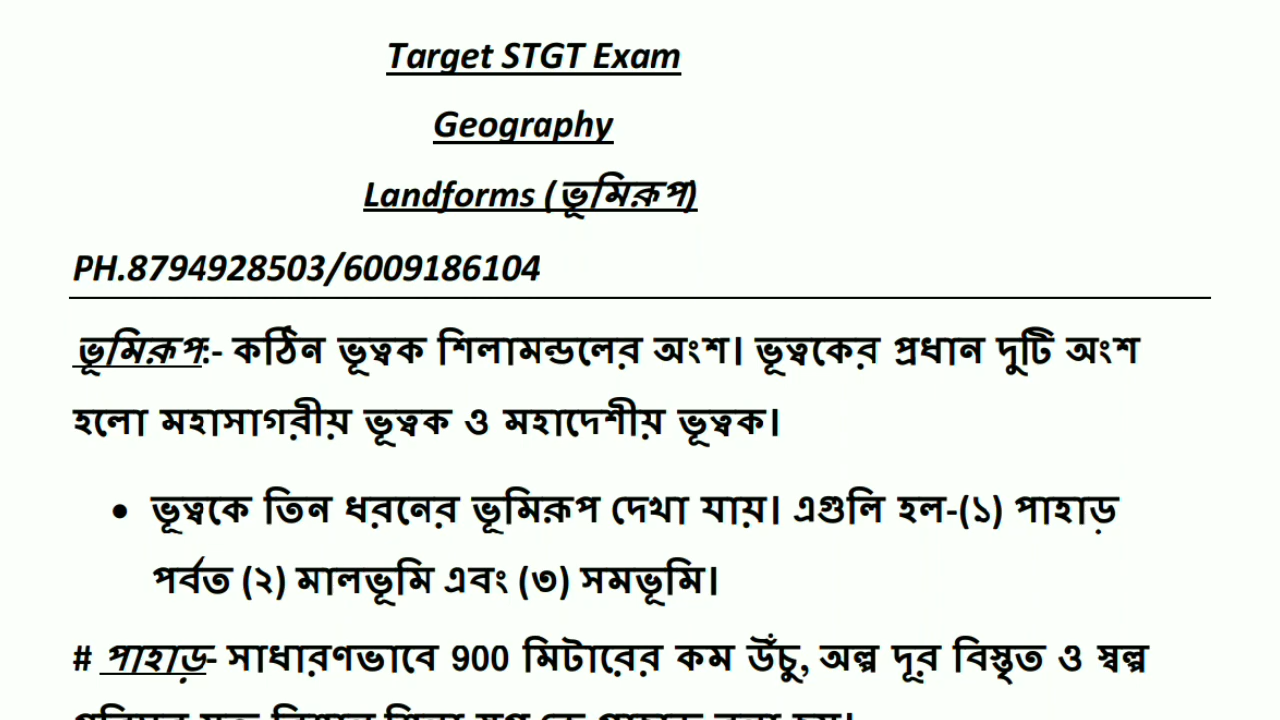 Target STGT Exam
Geography
Landforms (ভূমিরূপ)
PH.8794928503/6009186104
ভূমিরূপ:- কঠিন ভূত্বক শিলামন্ডলের অংশ। ভূত্বকের প্রধান দুটি অংশ
হলো মহাসাগরীয় ভূত্বক ও মহাদেশীয় ভূত্বক।
• ভূত্বকে তিন ধরনের ভূমিরূপ দেখা যায়। এগুলি হল-(১) পাহাড়
পর্বত (২) মালভূমি এবং (৩) সমভূমি।
# পাহাড়- সাধারণভাবে 900 মিটারের কম উঁচু, অল্প দূর বিস্তৃত ও স্বল্প